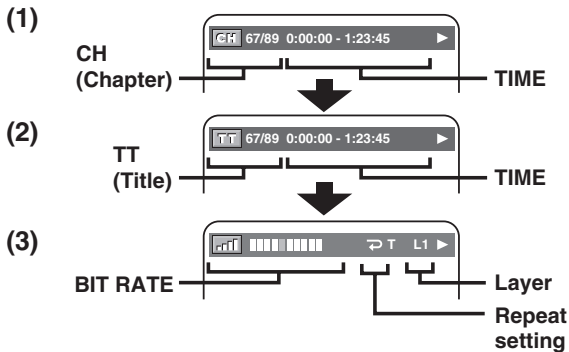 (1)
CH 67/89 0:00:00 - 1:23:45
CH
(Chapter)
TIME
(2)
TT 67/89 0:00:00 - 1:23:45
TT
(Title)
TIME
(3)
T L1
BIT RATE
Layer
Repeat
setting